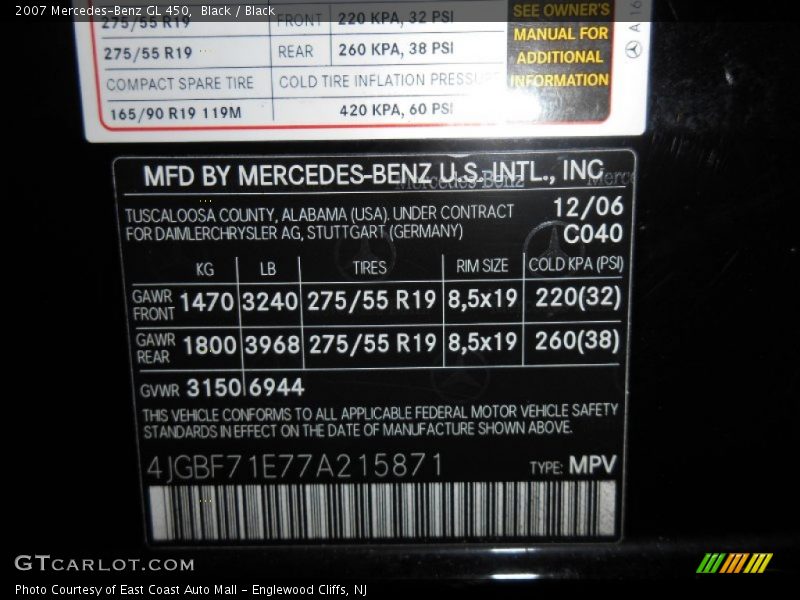 2007 Mercedes-Benz GL 450, Black / Black
275/55 R19 FRONT 220 KPA, 32 PSI
275/55 R19 REAR 260 KPA, 38 PSI
COMPACT SPARE TIRE COLD TIRE INFLATION PRESSURE
165/90 R19 119M 420 KPA, 60 PSI
SEE OWNER'S
MANUAL FOR
ADDITIONAL
INFORMATION
MFD BY MERCEDES-BENZ U.S. INTL., INC
TUSCALOOSA COUNTY, ALABAMA (USA). UNDER CONTRACT 12/06
FOR DAIMLERCHRYSLER AG, STUTTGART (GERMANY) C040
KG LB TIRES RIM SIZE COLD KPA (PSI)
GAWR FRONT 1470 3240 275/55 R19 8,5x19 220(32)
GAWR REAR 1800 3968 275/55 R19 8,5x19 260(38)
GVWR 3150 6944
THIS VEHICLE CONFORMS TO ALL APPLICABLE FEDERAL MOTOR VEHICLE SAFETY
STANDARDS IN EFFECT ON THE DATE OF MANUFACTURE SHOWN ABOVE.
4JGBF71E77A215871 TYPE: MPV
GTCARLOT.COM
Photo Courtesy of East Coast Auto Mall - Englewood Cliffs, NJ